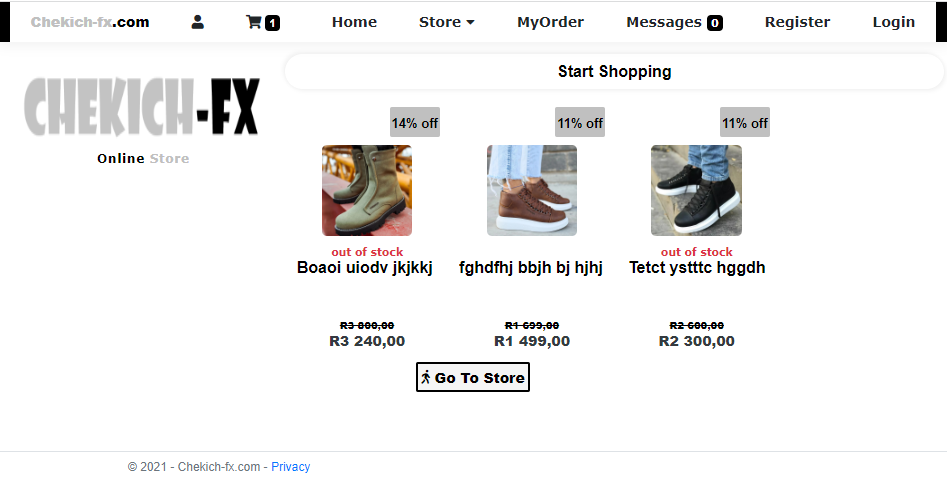 Chekich-fx.com 1 Home Store MyOrder Messages 0 Register Login
CHEKICH-FX
Online Store
Start Shopping
14% off 11% off 11% off
out of stock out of stock
Boaoi uiodv jkjkkj fghdfhj bbjh bj hjhj Tetct ystttc hggdh
R3 800,00 R1 699,00 R2 600,00
R3 240,00 R1 499,00 R2 300,00
Go To Store
© 2021 - Chekich-fx.com - Privacy